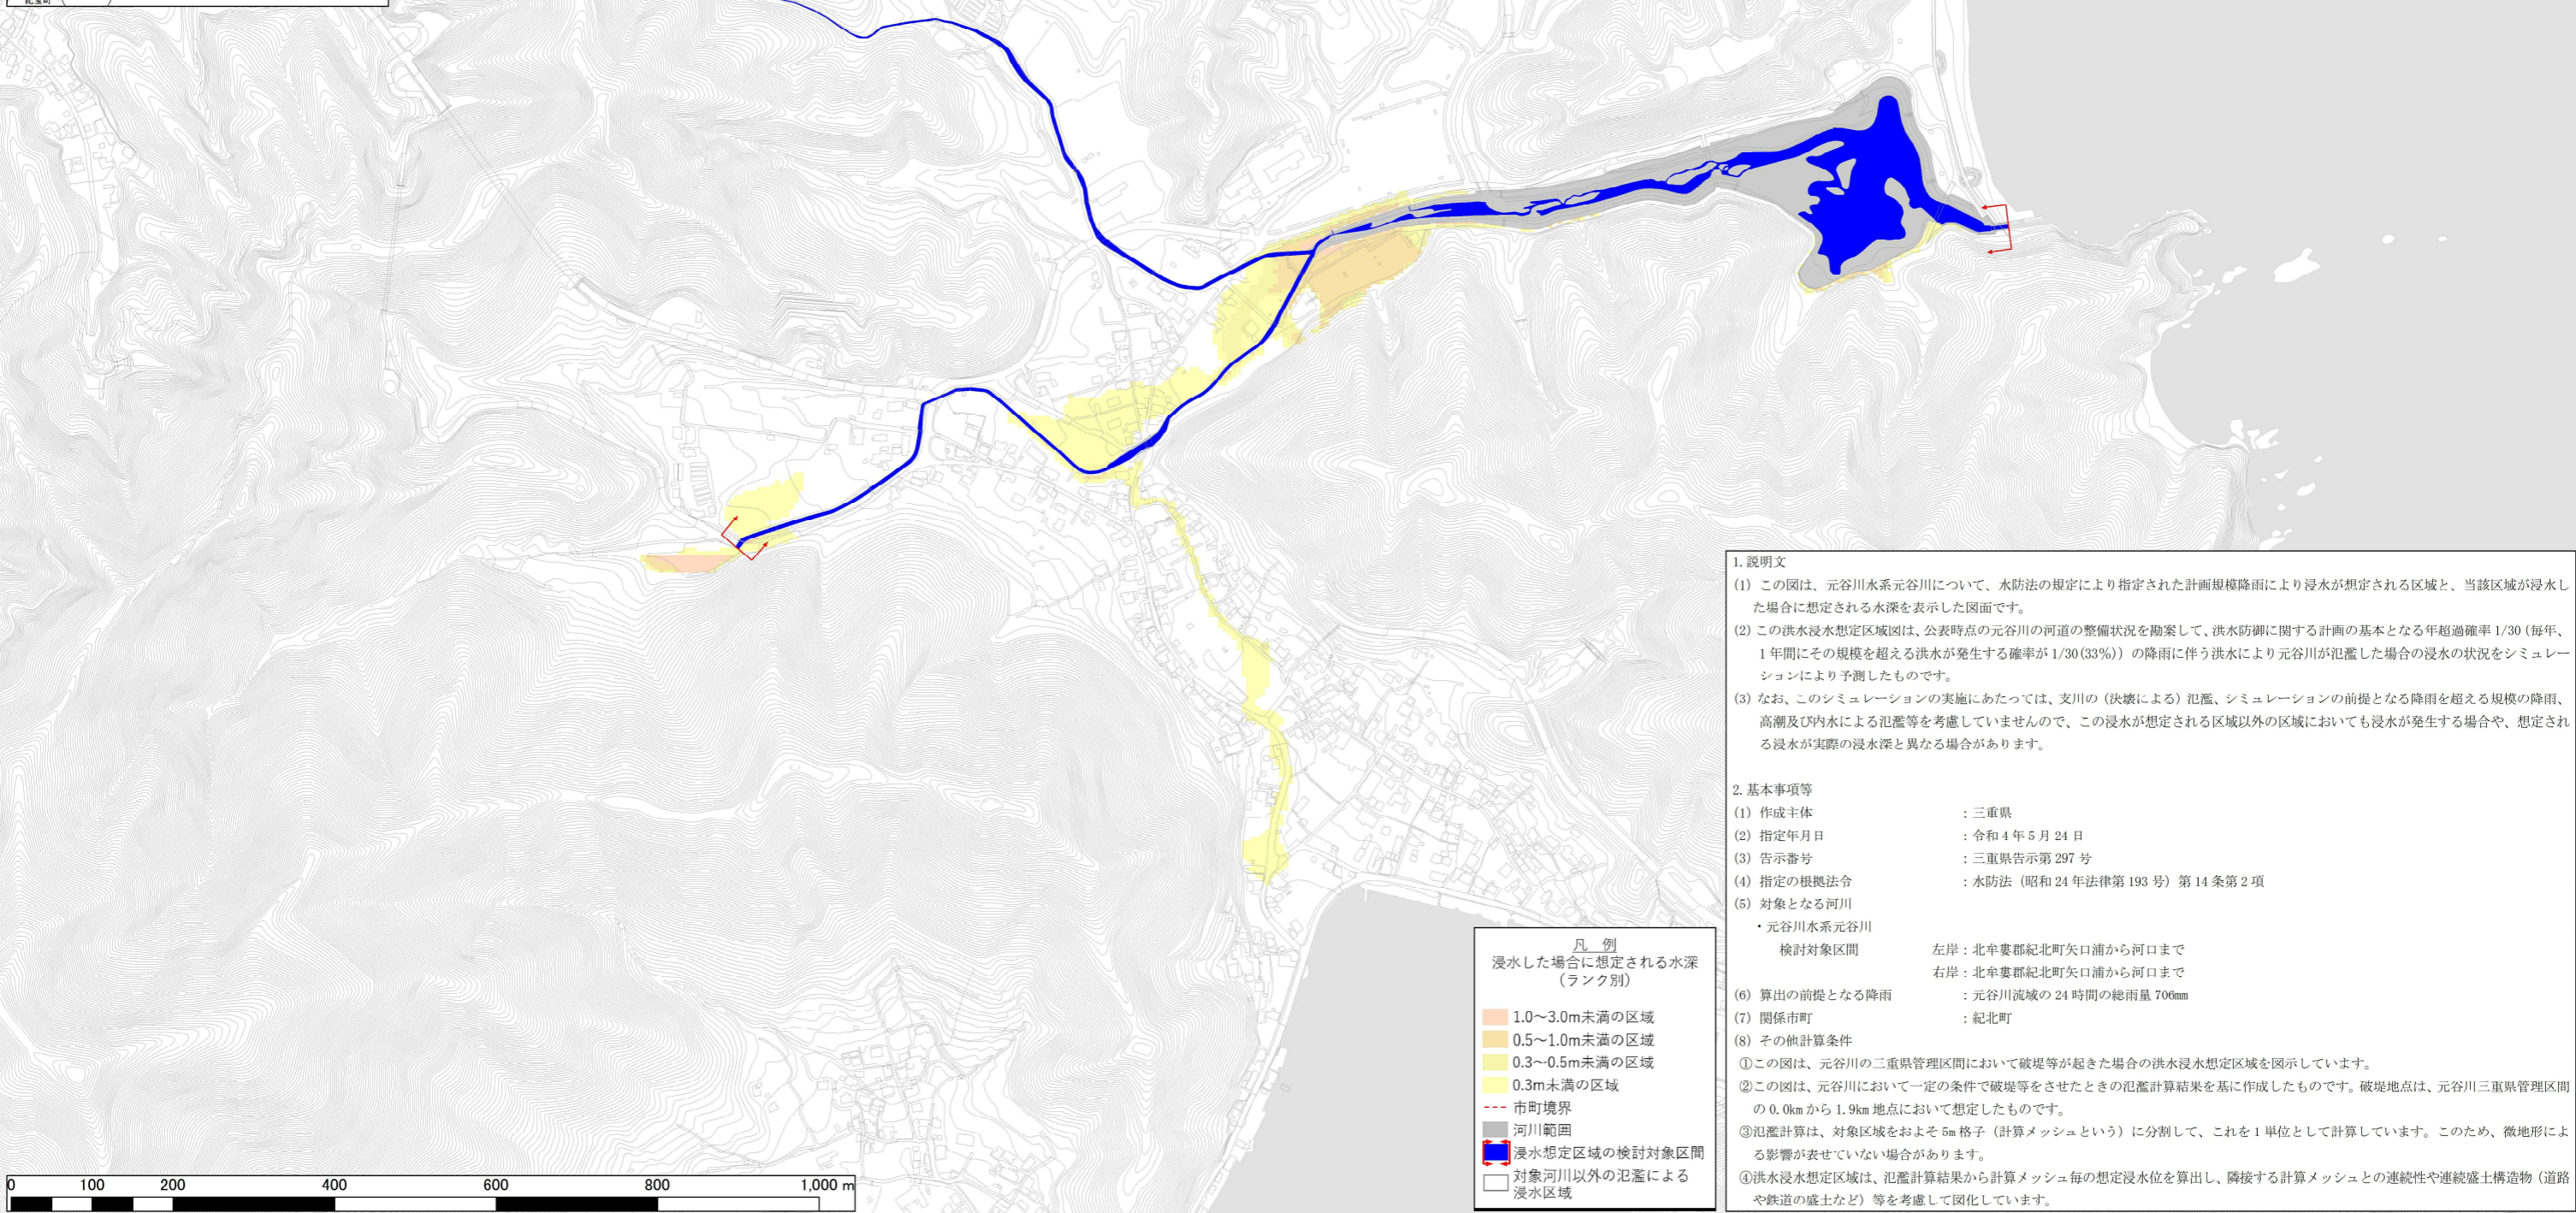 紀宝町
1. 説明文
(1) この図は、元谷川水系元谷川について、水防法の規定により指定された計画規模降雨により浸水が想定される区域と、当該区域が浸水し
た場合に想定される水深を表示した図面です。
(2) この洪水浸水想定区域図は、公表時点の元谷川の河道の整備状況を勘案して、洪水防御に関する計画の基本となる年超過確率 1/30 (毎年、
1 年間にその規模を超える洪水が発生する確率が 1/30(33%)) の降雨に伴う洪水により元谷川が氾濫した場合の浸水の状況をシミュレー
ションにより予測したものです。
(3) なお、このシミュレーションの実施にあたっては、支川の (決壊による) 氾濫、シミュレーションの前提となる降雨を超える規模の降雨、
高潮及び内水による氾濫等を考慮していませんので、この浸水が想定される区域以外の区域においても浸水が発生する場合や、想定され
る浸水が実際の浸水深と異なる場合があります。
2. 基本事項等
(1) 作成主体 : 三重県
(2) 指定年月日 : 令和 4 年 5 月 24 日
(3) 告示番号 : 三重県告示第 297 号
(4) 指定の根拠法令 : 水防法 (昭和 24 年法律第 193 号) 第 14 条第 2 項
(5) 対象となる河川
・元谷川水系元谷川
検討対象区間 左岸 : 北牟婁郡紀北町矢口浦から河口まで
右岸 : 北牟婁郡紀北町矢口浦から河口まで
(6) 算出の前提となる降雨 : 元谷川流域の 24 時間の総雨量 706mm
(7) 関係市町 : 紀北町
(8) その他計算条件
①この図は、元谷川の三重県管理区間において破堤等が起きた場合の洪水浸水想定区域を図示しています。
②この図は、元谷川において一定の条件で破堤等をさせたときの氾濫計算結果を基に作成したものです。破堤地点は、元谷川三重県管理区間
の 0.0km から 1.9km 地点において想定したものです。
③氾濫計算は、対象区域をおよそ 5m 格子 (計算メッシュという) に分割して、これを 1 単位として計算しています。このため、微地形によ
る影響が表せていない場合があります。
④洪水浸水想定区域は、氾濫計算結果から計算メッシュ毎の想定浸水位を算出し、隣接する計算メッシュとの連続性や連続盛土構造物 (道路
や鉄道の盛土など) 等を考慮して図化しています。
凡 例
浸水した場合に想定される水深
(ランク別)
1.0～3.0m未満の区域
0.5～1.0m未満の区域
0.3～0.5m未満の区域
0.3m未満の区域
市町境界
河川範囲
浸水想定区域の検討対象区間
対象河川以外の氾濫による
浸水区域
0 100 200 400 600 800 1,000 m